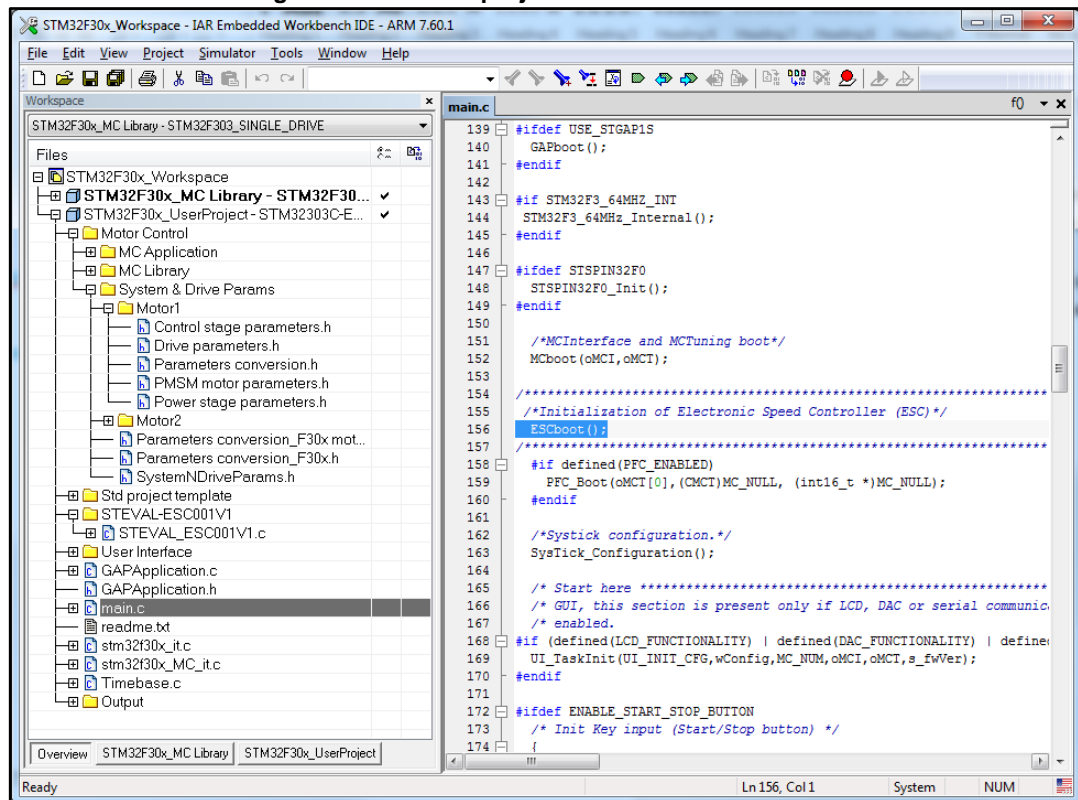 STM32F30x_Workspace - IAR Embedded Workbench IDE - ARM 7.60.1
File Edit View Project Simulator Tools Window Help
Workspace
STM32F30x_MC Library - STM32F303_SINGLE_DRIVE
Files
STM32F30x_Workspace
STM32F30x_MC Library - STM32F30...
STM32F30x_UserProject - STM32303C-E...
Motor Control
MC Application
MC Library
System & Drive Params
Motor1
Control stage parameters.h
Drive parameters.h
Parameters conversion.h
PMSM motor parameters.h
Power stage parameters.h
Motor2
Parameters conversion_F30x mot...
Parameters conversion_F30x.h
SystemNDriveParams.h
Std project template
STEVAL-ESC001V1
STEVAL_ESC001V1.c
User Interface
GAPApplication.c
GAPApplication.h
main.c
readme.txt
stm32f30x_it.c
stm32f30x_MC_it.c
Timebase.c
Output
Overview STM32F30x_MC Library STM32F30x_UserProject
main.c f()
139 #ifdef USE_STGAP1S
140 GAPboot();
141 #endif
142
143 #if STM32F3_64MHZ_INT
144 STM32F3_64MHz_Internal();
145 #endif
146
147 #ifdef STSPIN32F0
148 STSPIN32F0_Init();
149 #endif
150
151 /*MCInterface and MCTuning boot*/
152 MCboot(oMCI,oMCT);
153
154 /********************************************************************
155 /*Initialization of Electronic Speed Controller (ESC)*/
156 ESCboot();
157 /********************************************************************
158 #if defined(PFC_ENABLED)
159 PFC_Boot(oMCT[0],(CMCT)MC_NULL, (int16_t *)MC_NULL);
160 #endif
161
162 /*Systick configuration.*/
163 SysTick_Configuration();
164
165 /* Start here *****************************************************
166 /* GUI, this section is present only if LCD, DAC or serial communic
167 /* enabled.
168 #if (defined(LCD_FUNCTIONALITY) | defined(DAC_FUNCTIONALITY) | define
169 UI_TaskInit(UI_INIT_CFG,wConfig,MC_NUM,oMCI,oMCT,s_fwVer);
170 #endif
171
172 #ifdef ENABLE_START_STOP_BUTTON
173 /* Init Key input (Start/Stop button) */
174 {
Ready Ln 156, Col 1 System NUM